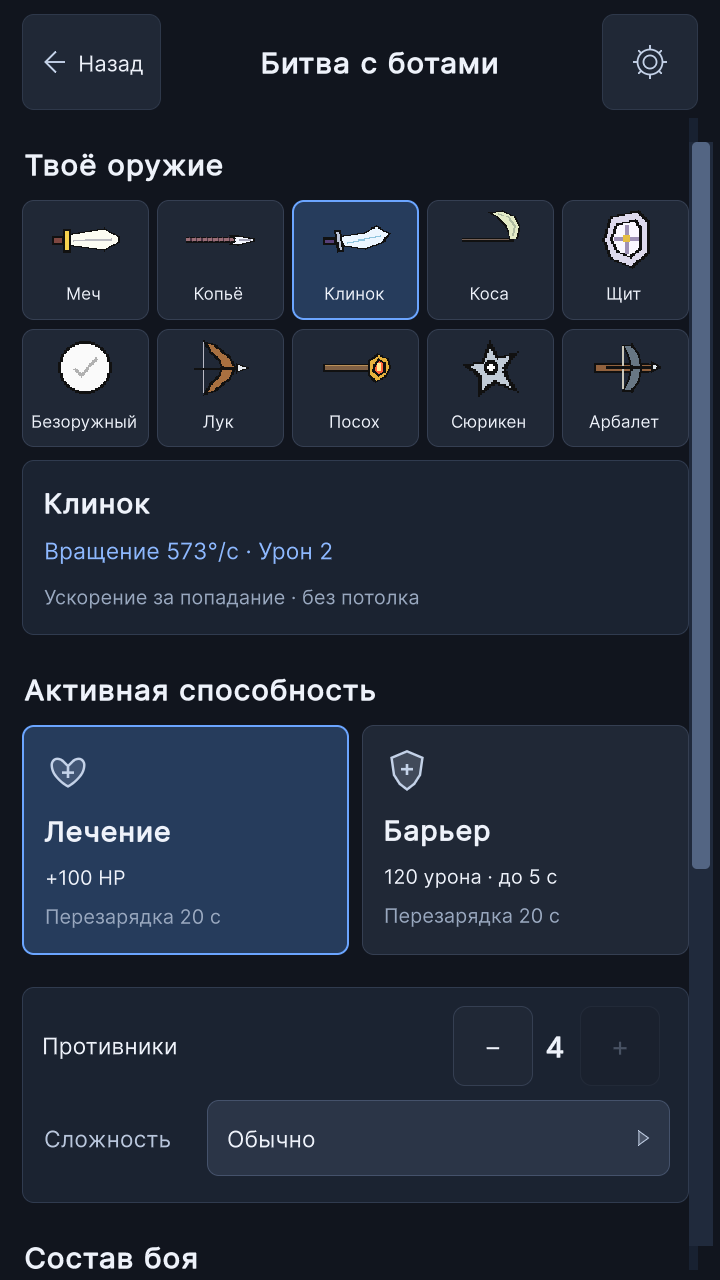 Назад
Битва с ботами
Твоё оружие
Меч
Копьё
Клинок
Коса
Щит
Безоружный
Лук
Посох
Сюрикен
Арбалет
Клинок
Вращение 573°/с · Урон 2
Ускорение за попадание · без потолка
Активная способность
Лечение
+100 HP
Перезарядка 20 с
Барьер
120 урона · до 5 с
Перезарядка 20 с
Противники
− 4 +
Сложность
Обычно
Состав боя